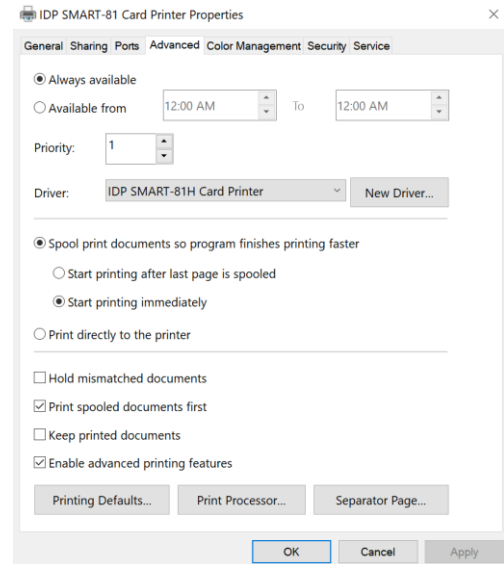 IDP SMART-81 Card Printer Properties
General Sharing Ports Advanced Color Management Security Service
Always available
Available from 12:00 AM To 12:00 AM
Priority: 1
Driver: IDP SMART-81H Card Printer New Driver...
Spool print documents so program finishes printing faster
Start printing after last page is spooled
Start printing immediately
Print directly to the printer
Hold mismatched documents
Print spooled documents first
Keep printed documents
Enable advanced printing features
Printing Defaults... Print Processor... Separator Page...
OK Cancel Apply